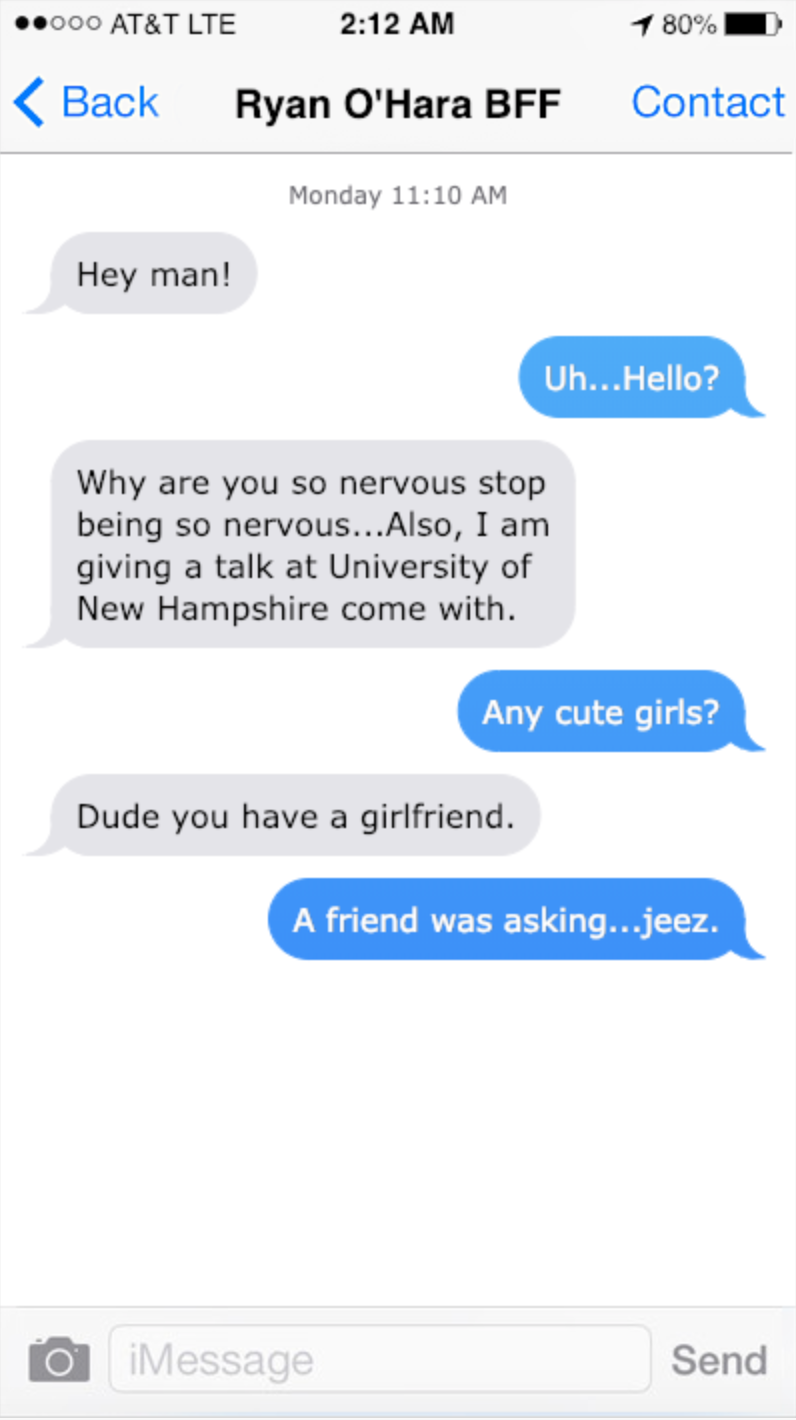 AT&T LTE 2:12 AM 80%
Back Ryan O'Hara BFF Contact
Monday 11:10 AM
Hey man!
Uh...Hello?
Why are you so nervous stop
being so nervous...Also, I am
giving a talk at University of
New Hampshire come with.
Any cute girls?
Dude you have a girlfriend.
A friend was asking...jeez.
iMessage Send